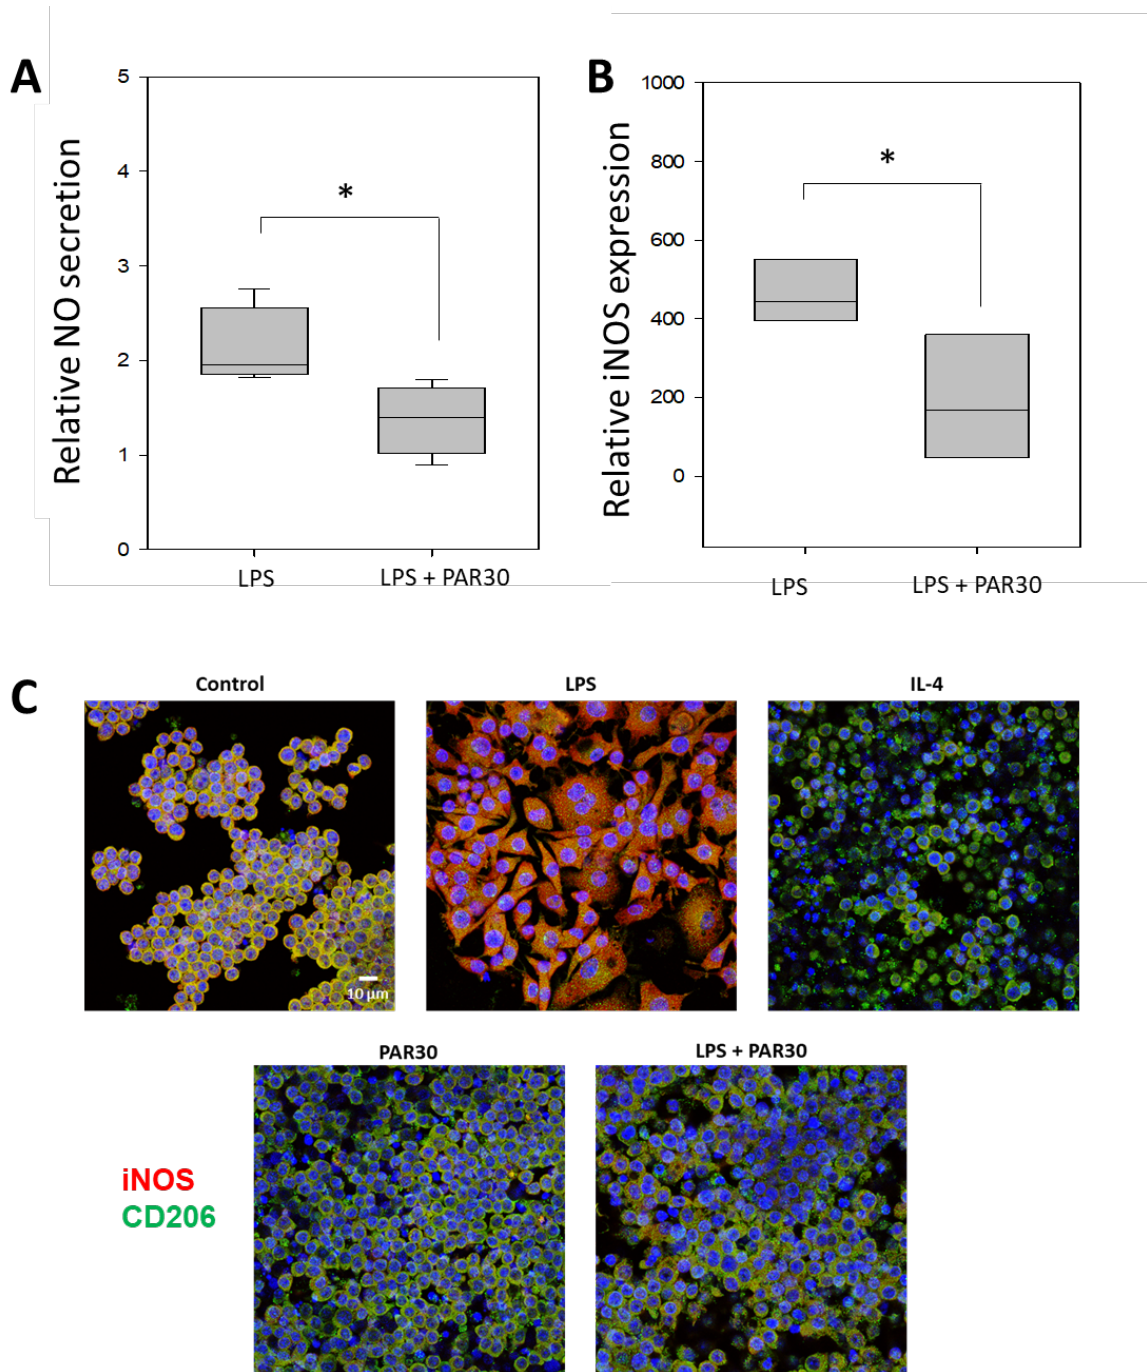 A
B
Relative NO secretion
5
4
3
2
1
0
*
LPS
LPS + PAR30
Relative iNOS expression
1000
800
600
400
200
0
*
LPS
LPS + PAR30
C
Control
LPS
IL-4
10 μm
PAR30
LPS + PAR30
iNOS
CD206